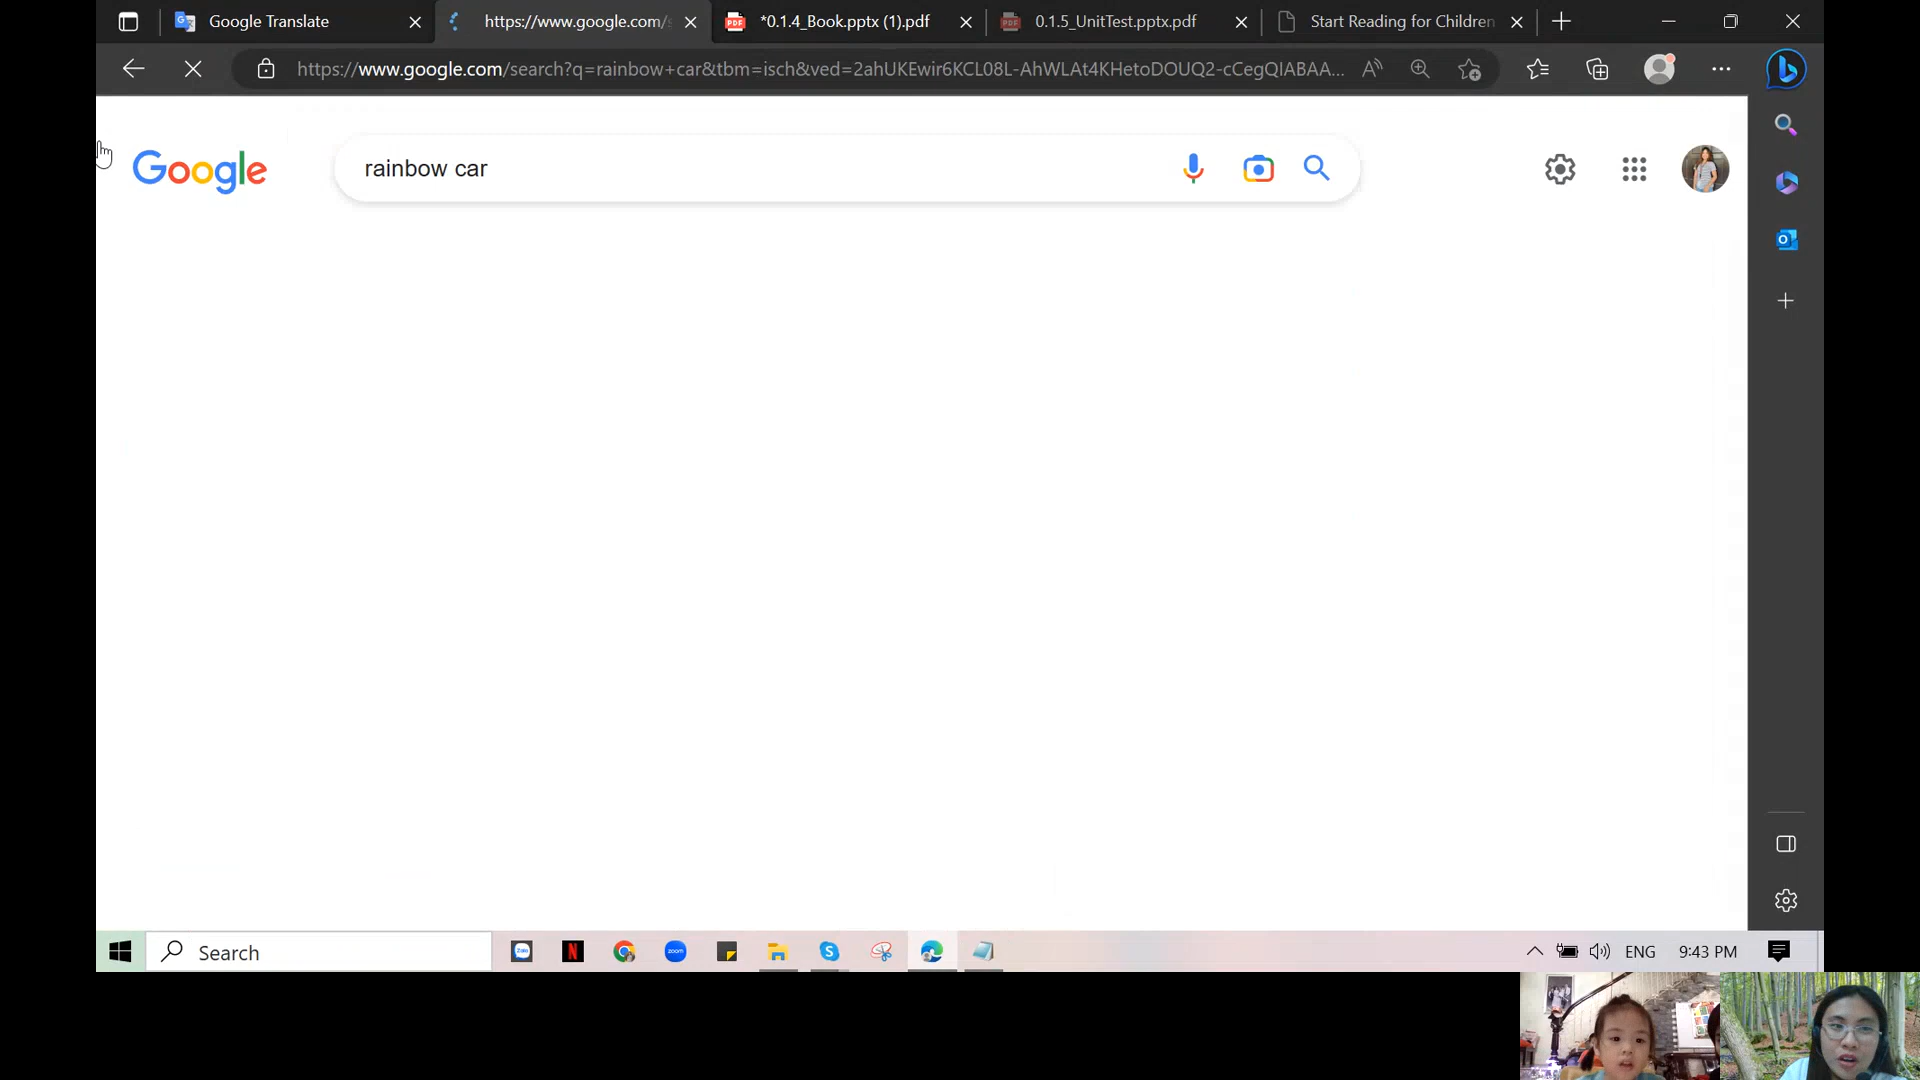 Google Translate
https://www.google.com/s
*0.1.4_Book.pptx (1).pdf
0.1.5_UnitTest.pptx.pdf
Start Reading for Children
https://www.google.com/search?q=rainbow+car&tbm=isch&ved=2ahUKEwir6KCL08L-AhWLAt4KHetoDOUQ2-cCegQIABAA...
Google
rainbow car
Search
Zalo
N
zoom
S
ENG
9:43 PM